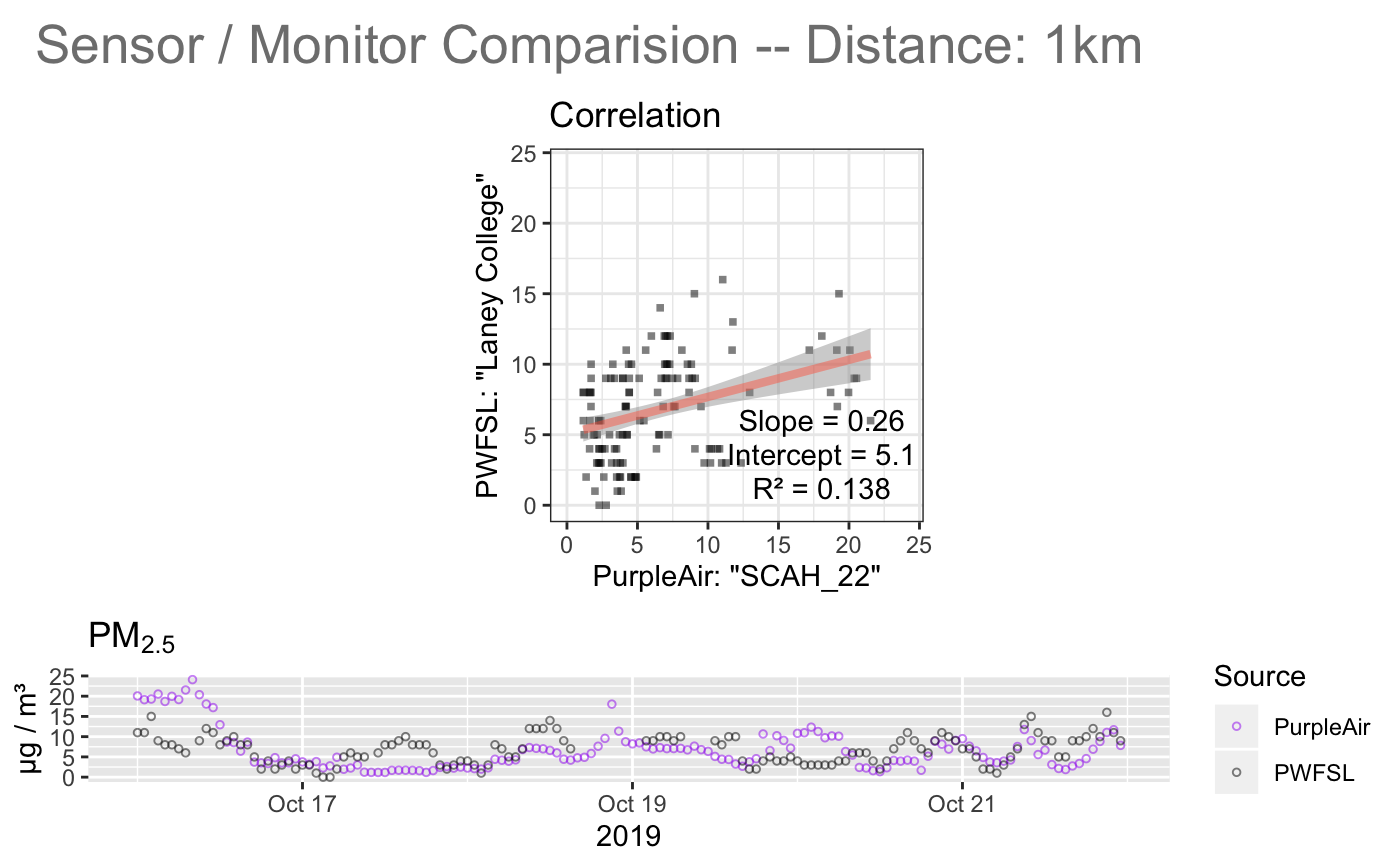 Sensor / Monitor Comparision -- Distance: 1km
Correlation
25
20
15
10
5
0
PWFSL: "Laney College"
Slope = 0.26
Intercept = 5.1
R² = 0.138
0 5 10 15 20 25
PurpleAir: "SCAH_22"
PM2.5
25
20
15
10
5
0
µg / m³
Oct 17 Oct 19 Oct 21
2019
Source
PurpleAir
PWFSL